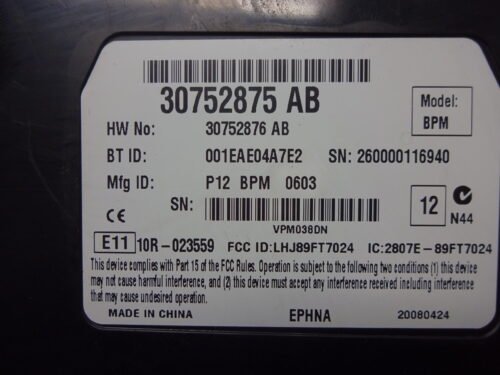 30752875 AB
Model:
BPM
HW No: 30752876 AB
BT ID: 001EAE04A7E2 SN: 260000116940
Mfg ID: P12 BPM 0603
SN:
VPM038DN
12
N44
CE
E11 10R-023559 FCC ID:LHJ89FT7024 IC:2807E-89FT7024
This device complies with Part 15 of the FCC Rules. Operation is subject to the following two conditions (1) this device
may not cause harmful interference, and (2) this device must accept any interference received including interference
that may cause undesired operation.
MADE IN CHINA EPHNA 20080424